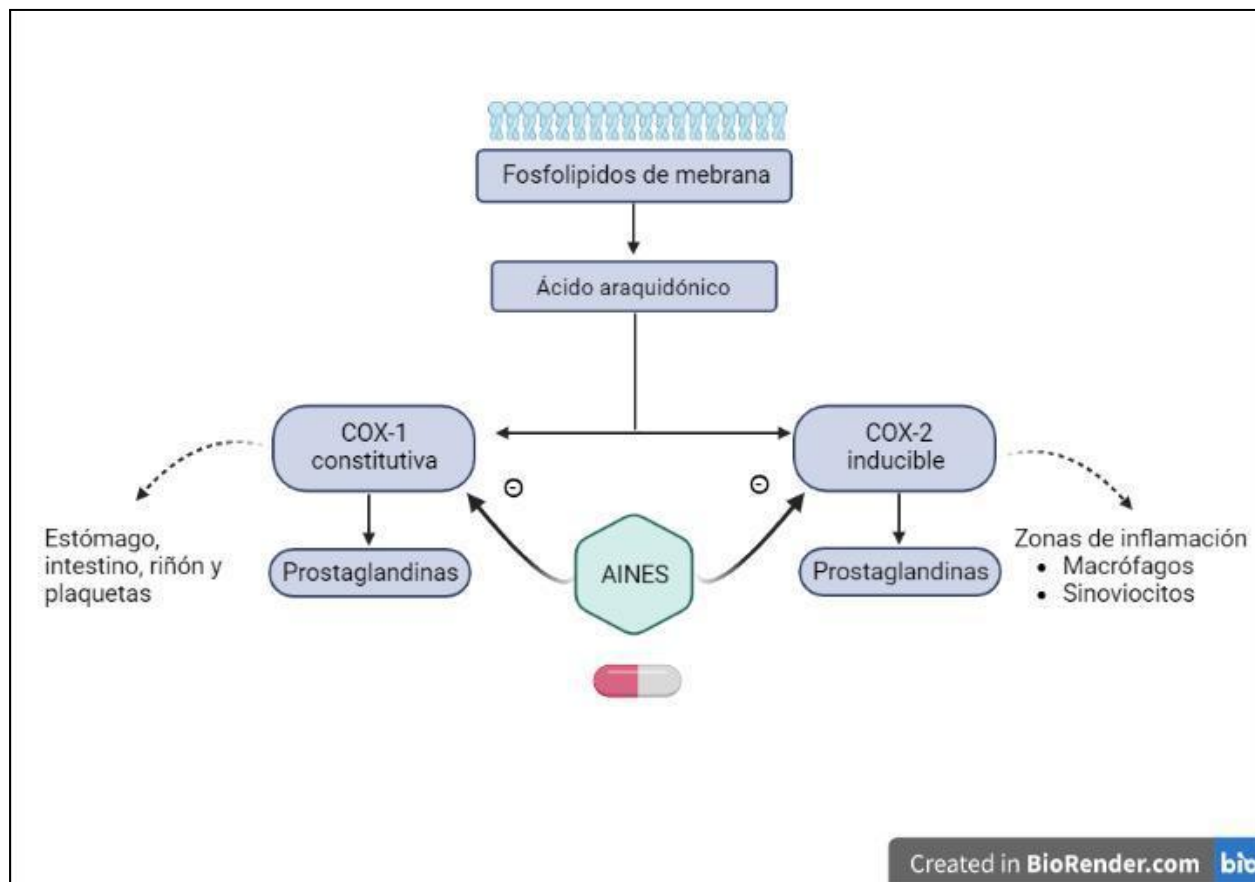 Fosfolipidos de mebrana
Ácido araquidónico
COX-1
constitutiva
COX-2
inducible
Estómago,
intestino, riñón y
plaquetas
Prostaglandinas
AINES
Prostaglandinas
Zonas de inflamación
• Macrófagos
• Sinoviocitos
Created in BioRender.com bio